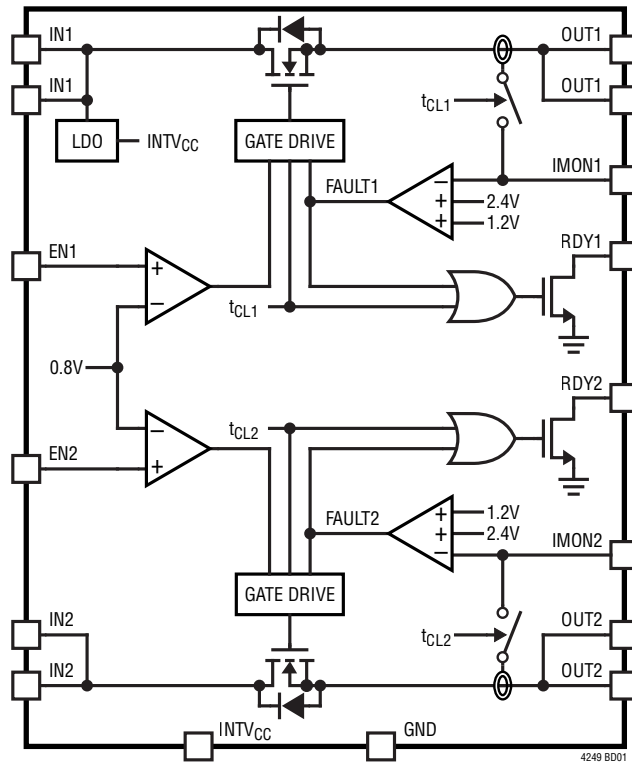 IN1
OUT1
IN1
OUT1
tCL1
LDO
INTVCC
GATE DRIVE
IMON1
FAULT1
−
+
+
2.4V
1.2V
EN1
RDY1
+
−
tCL1
0.8V
RDY2
−
+
tCL2
EN2
FAULT2
+
+
−
1.2V
2.4V
IMON2
GATE DRIVE
IN2
tCL2
OUT2
IN2
OUT2
INTVCC
GND
4249 BD01